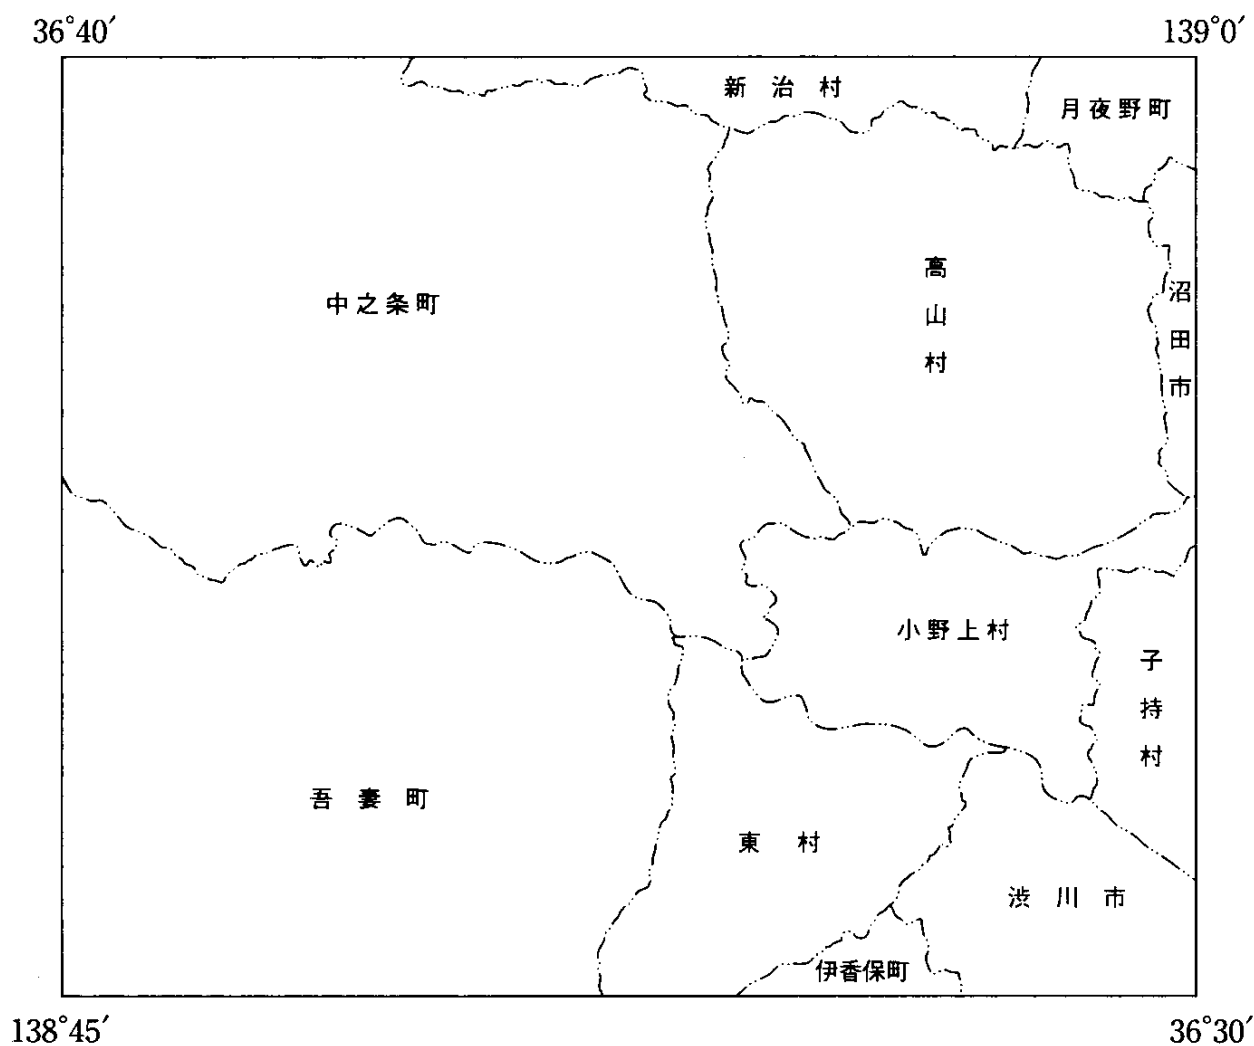 36°40′
139°0′
新治村
月夜野町
中之条町
高山村
沼田市
小野上村
子持村
吾妻町
東村
渋川市
伊香保町
138°45′
36°30′